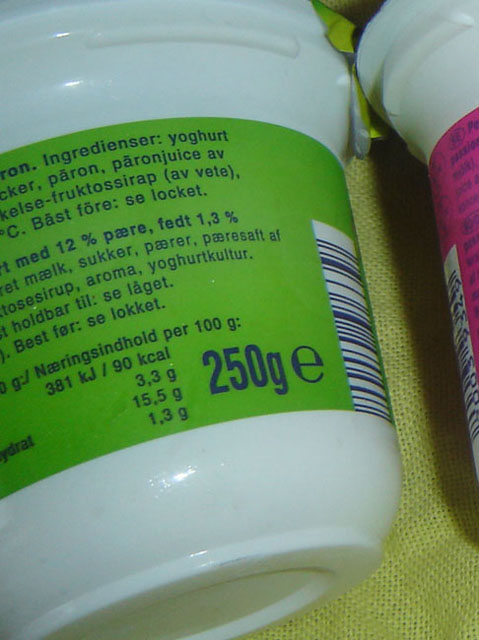 ron. Ingredienser: yoghurt
cker, päron, päronjuice av
kelse-fruktossirap (av vete),
°C. Bäst före: se locket.
rt med 12 % pære, fedt 1,3 %
ret mælk, sukker, pærer, pæresaft af
tosesirup, aroma, yoghurtkultur.
t holdbar til: se låget.
). Best før: se lokket.
0 g:/ Næringsindhold per 100 g:
381 kJ / 90 kcal
3,3 g
15,5 g
ydrat 1,3 g
250g e